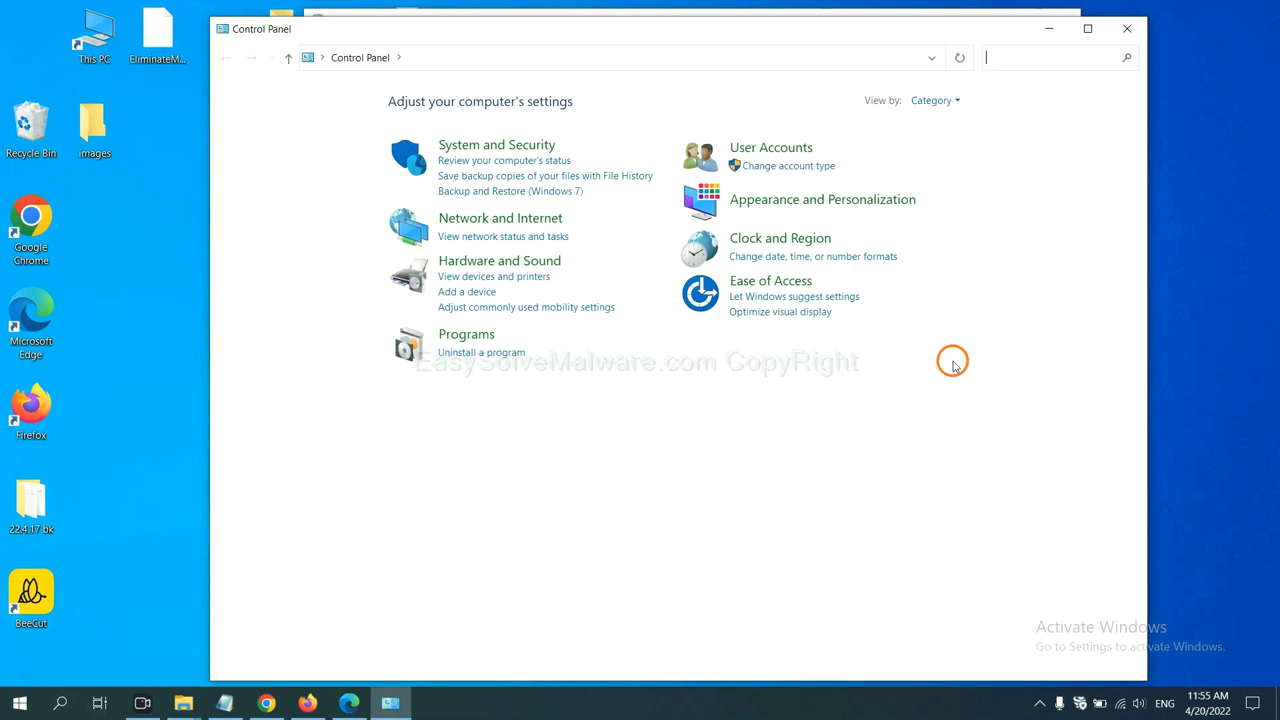 This PC
EliminateM...
Recycle Bin
images
Google
Chrome
Microsoft
Edge
Firefox
22.4.17 bk
BeeCut
Control Panel
Control Panel
Adjust your computer's settings
View by: Category
System and Security
Review your computer's status
Save backup copies of your files with File History
Backup and Restore (Windows 7)
Network and Internet
View network status and tasks
Hardware and Sound
View devices and printers
Add a device
Adjust commonly used mobility settings
Programs
Uninstall a program
User Accounts
Change account type
Appearance and Personalization
Clock and Region
Change date, time, or number formats
Ease of Access
Let Windows suggest settings
Optimize visual display
EasySolveMalware.com CopyRight
Activate Windows
Go to Settings to activate Windows.
ENG
11:55 AM
4/20/2022